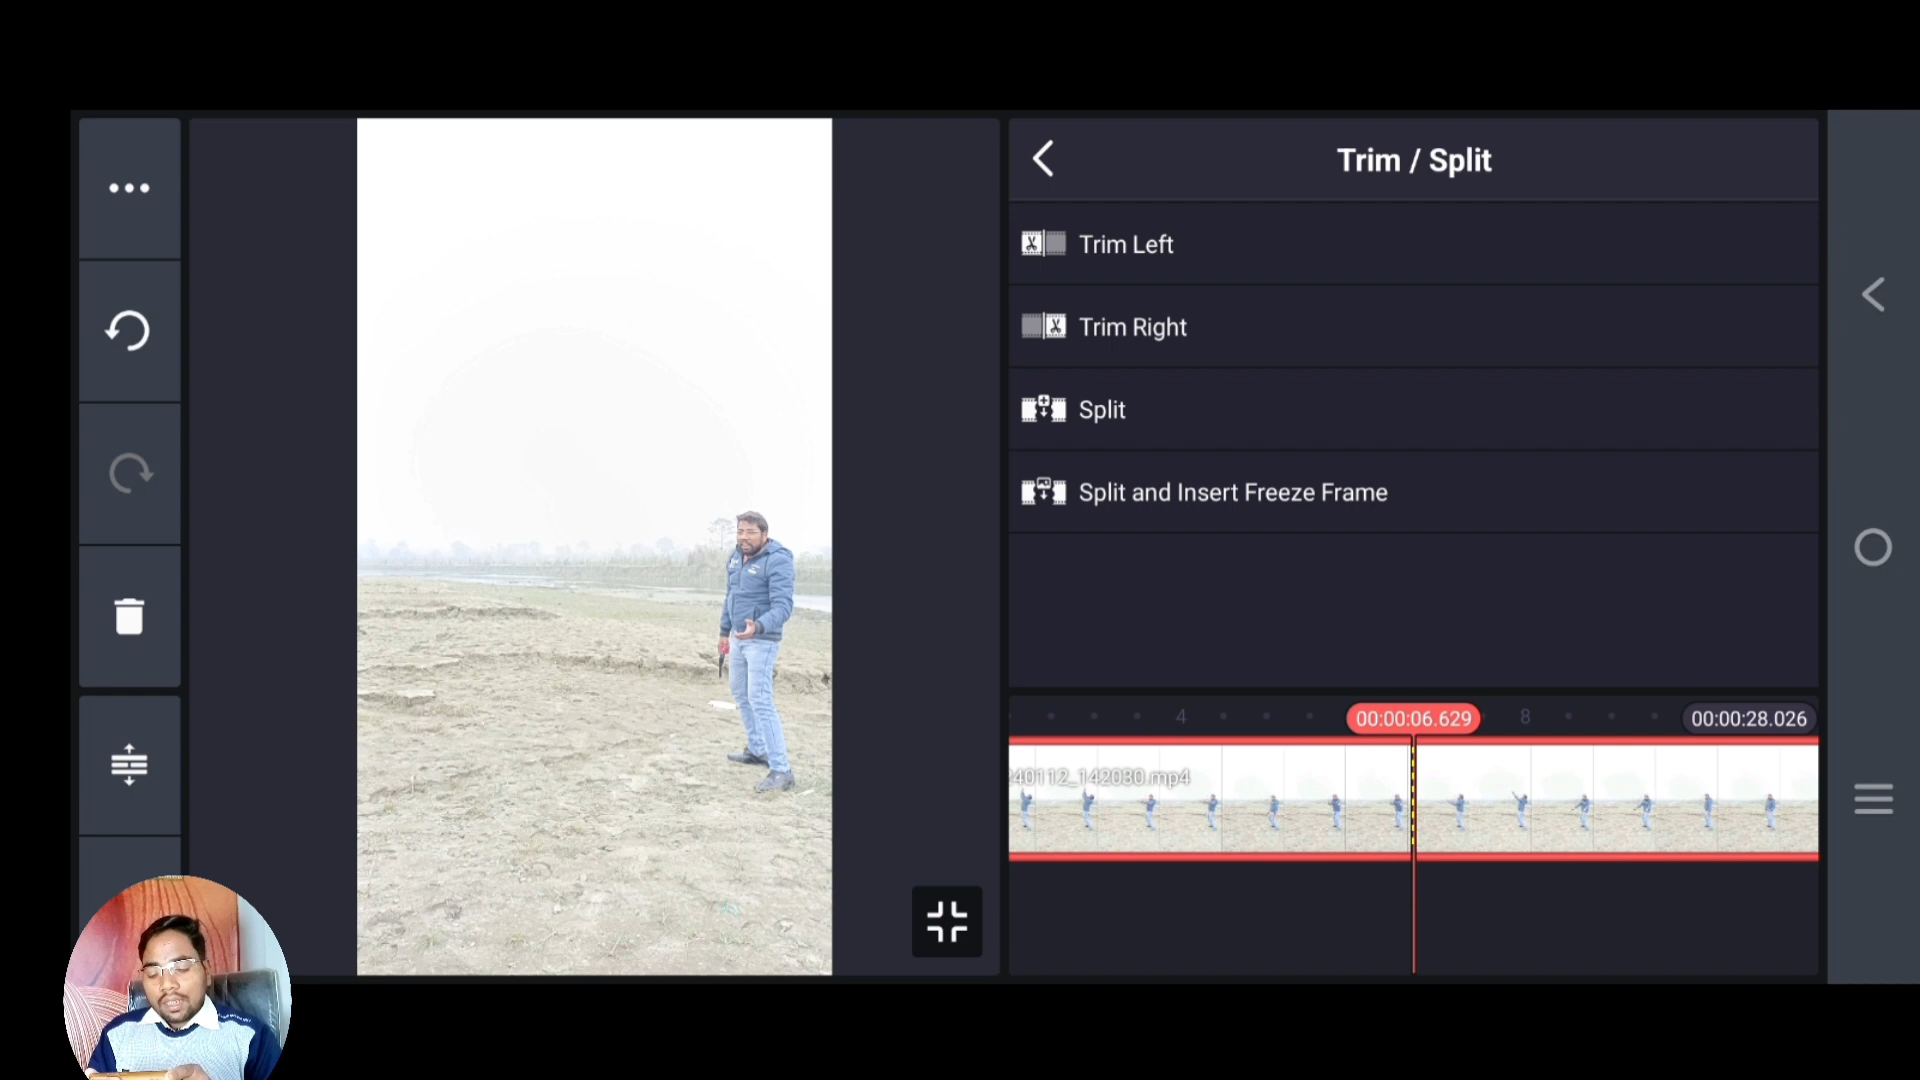 Trim / Split
Trim Left
Trim Right
Split
Split and Insert Freeze Frame
4
00:00:06.629
8
00:00:28.026
240112_142030.mp4